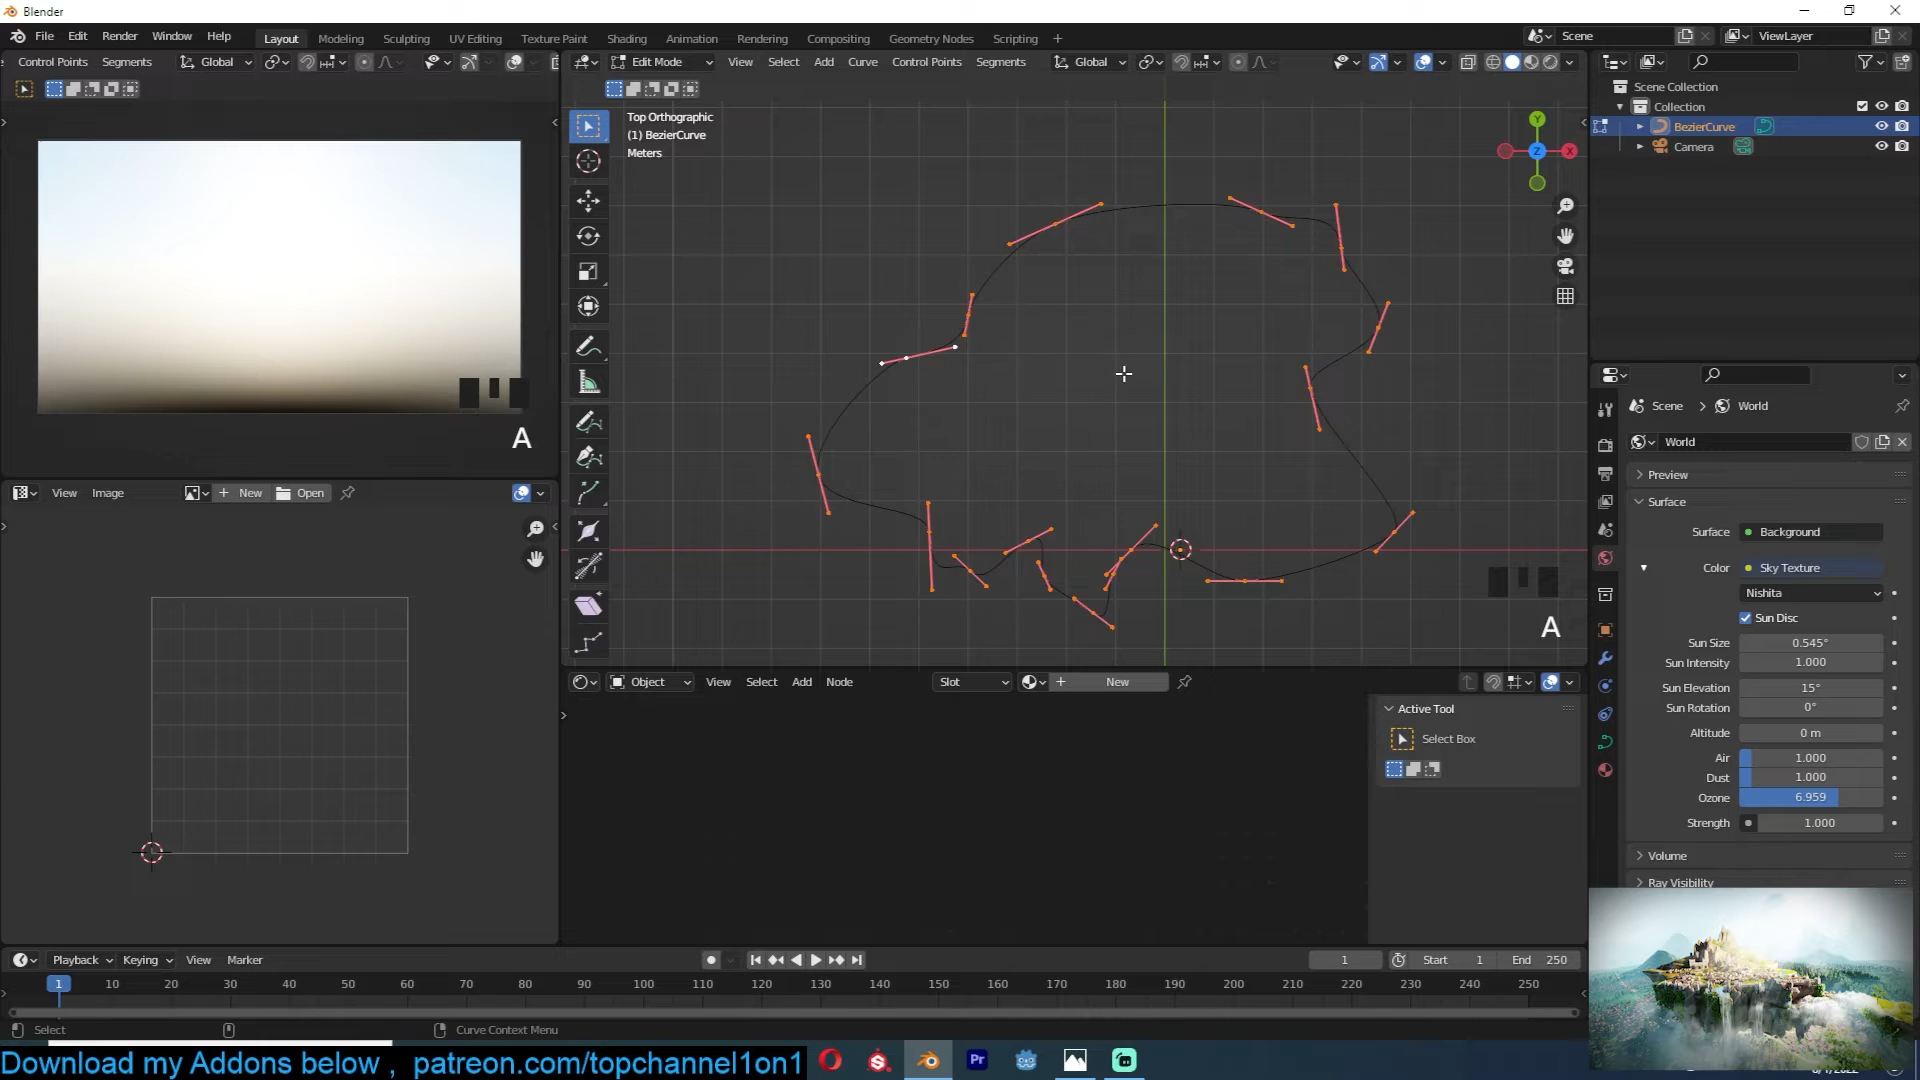 Blender
File Edit Render Window Help
Layout Modeling Sculpting UV Editing Texture Paint Shading Animation Rendering Compositing Geometry Nodes Scripting +
Scene
ViewLayer
Control Points Segments Global
Edit Mode View Select Add Curve Control Points Segments Global
Top Orthographic
(1) BezierCurve
Meters
Y
Z
X
A
A
Scene Collection
Collection
BezierCurve
Camera
Scene > World
World
Preview
Surface
Surface Background
Color Sky Texture
Nishita
Sun Disc
Sun Size 0.545°
Sun Intensity 1.000
Sun Elevation 15°
Sun Rotation 0°
Altitude 0 m
Air 1.000
Dust 1.000
Ozone 6.959
Strength 1.000
Volume
Ray Visibility
View Image + New Open
Object View Select Add Node Slot + New
Active Tool
Select Box
Playback Keying View Marker
1 Start 1 End 250
1 10 20 30 40 50 60 70 80 90 100 110 120 130 140 150 160 170 180 190 200 210 220 230 240 250
Select Curve Context Menu
Download my Addons below , patreon.com/topchannel1on1
Pr